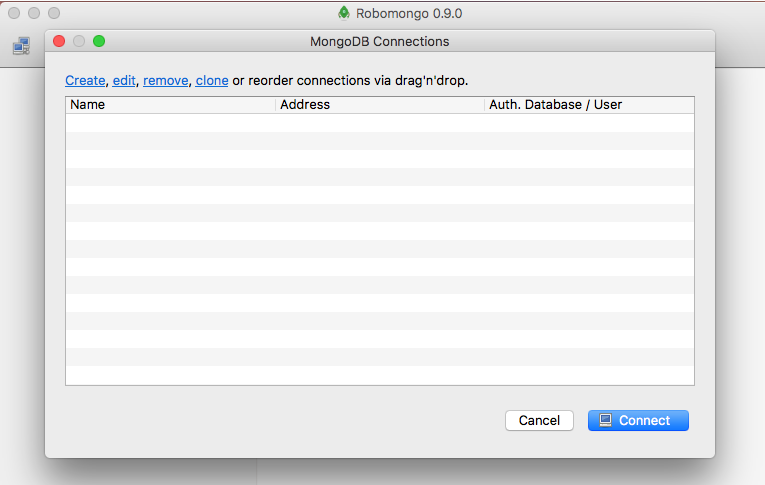 Robomongo 0.9.0
MongoDB Connections
Create, edit, remove, clone or reorder connections via drag'n'drop.
Name Address Auth. Database / User
Cancel Connect